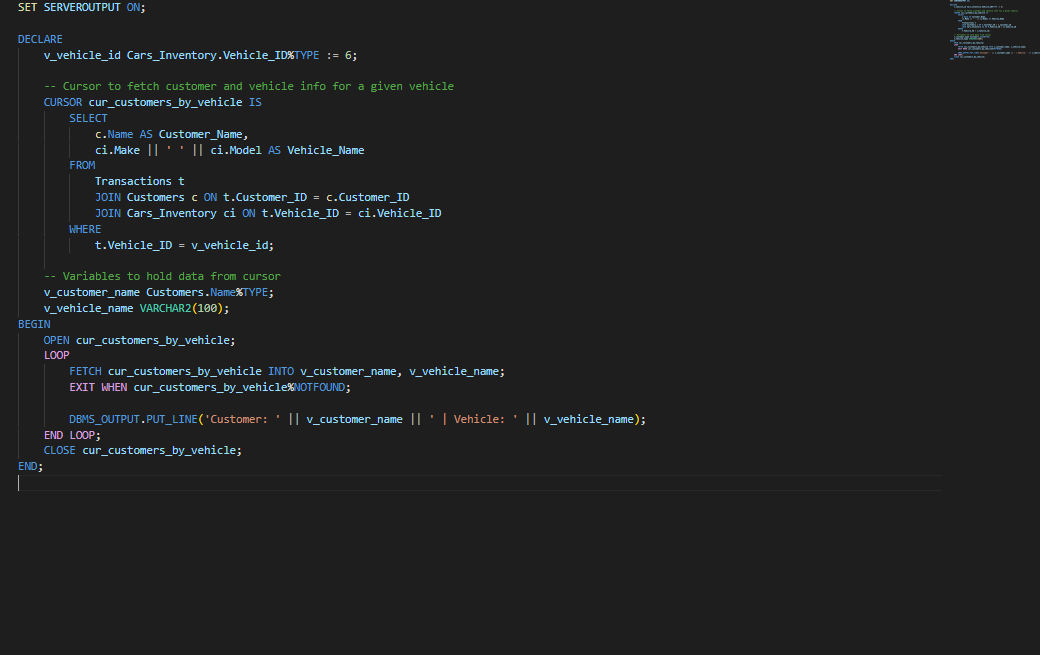 SET SERVEROUTPUT ON;

DECLARE
    v_vehicle_id Cars_Inventory.Vehicle_ID%TYPE := 6;

    -- Cursor to fetch customer and vehicle info for a given vehicle
    CURSOR cur_customers_by_vehicle IS
        SELECT
            c.Name AS Customer_Name,
            ci.Make || ' ' || ci.Model AS Vehicle_Name
        FROM
            Transactions t
            JOIN Customers c ON t.Customer_ID = c.Customer_ID
            JOIN Cars_Inventory ci ON t.Vehicle_ID = ci.Vehicle_ID
        WHERE
            t.Vehicle_ID = v_vehicle_id;

    -- Variables to hold data from cursor
    v_customer_name Customers.Name%TYPE;
    v_vehicle_name VARCHAR2(100);
BEGIN
    OPEN cur_customers_by_vehicle;
    LOOP
        FETCH cur_customers_by_vehicle INTO v_customer_name, v_vehicle_name;
        EXIT WHEN cur_customers_by_vehicle%NOTFOUND;

        DBMS_OUTPUT.PUT_LINE('Customer: ' || v_customer_name || ' | Vehicle: ' || v_vehicle_name);
    END LOOP;
    CLOSE cur_customers_by_vehicle;
END;